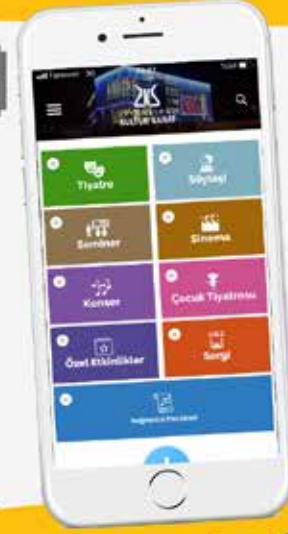 Tiyatro
Söyleşi
Seminer
Sinema
Konser
Çocuk Tiyatrosu
Özel Etkinlikler
Sergi